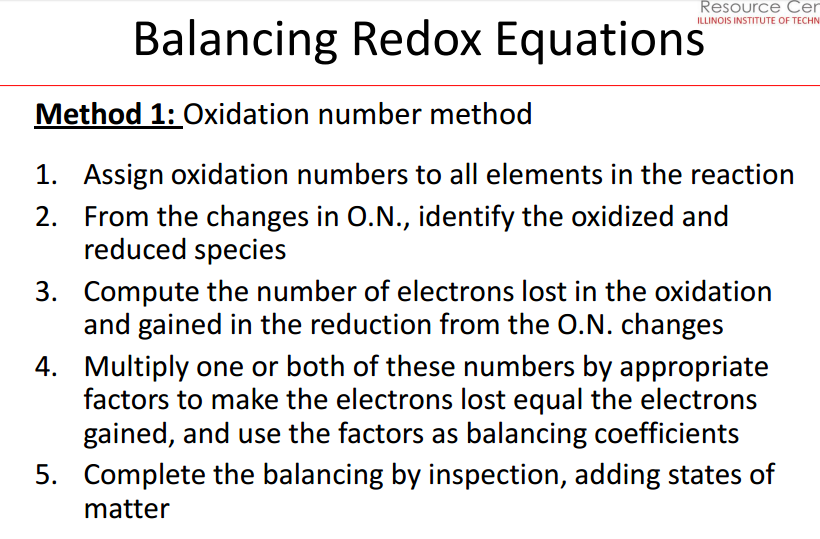 Resource Cer
ILLINOIS INSTITUTE OF TECHN
Balancing Redox Equations
Method 1: Oxidation number method
1. Assign oxidation numbers to all elements in the reaction
2. From the changes in O.N., identify the oxidized and
reduced species
3. Compute the number of electrons lost in the oxidation
and gained in the reduction from the O.N. changes
4. Multiply one or both of these numbers by appropriate
factors to make the electrons lost equal the electrons
gained, and use the factors as balancing coefficients
5. Complete the balancing by inspection, adding states of
matter